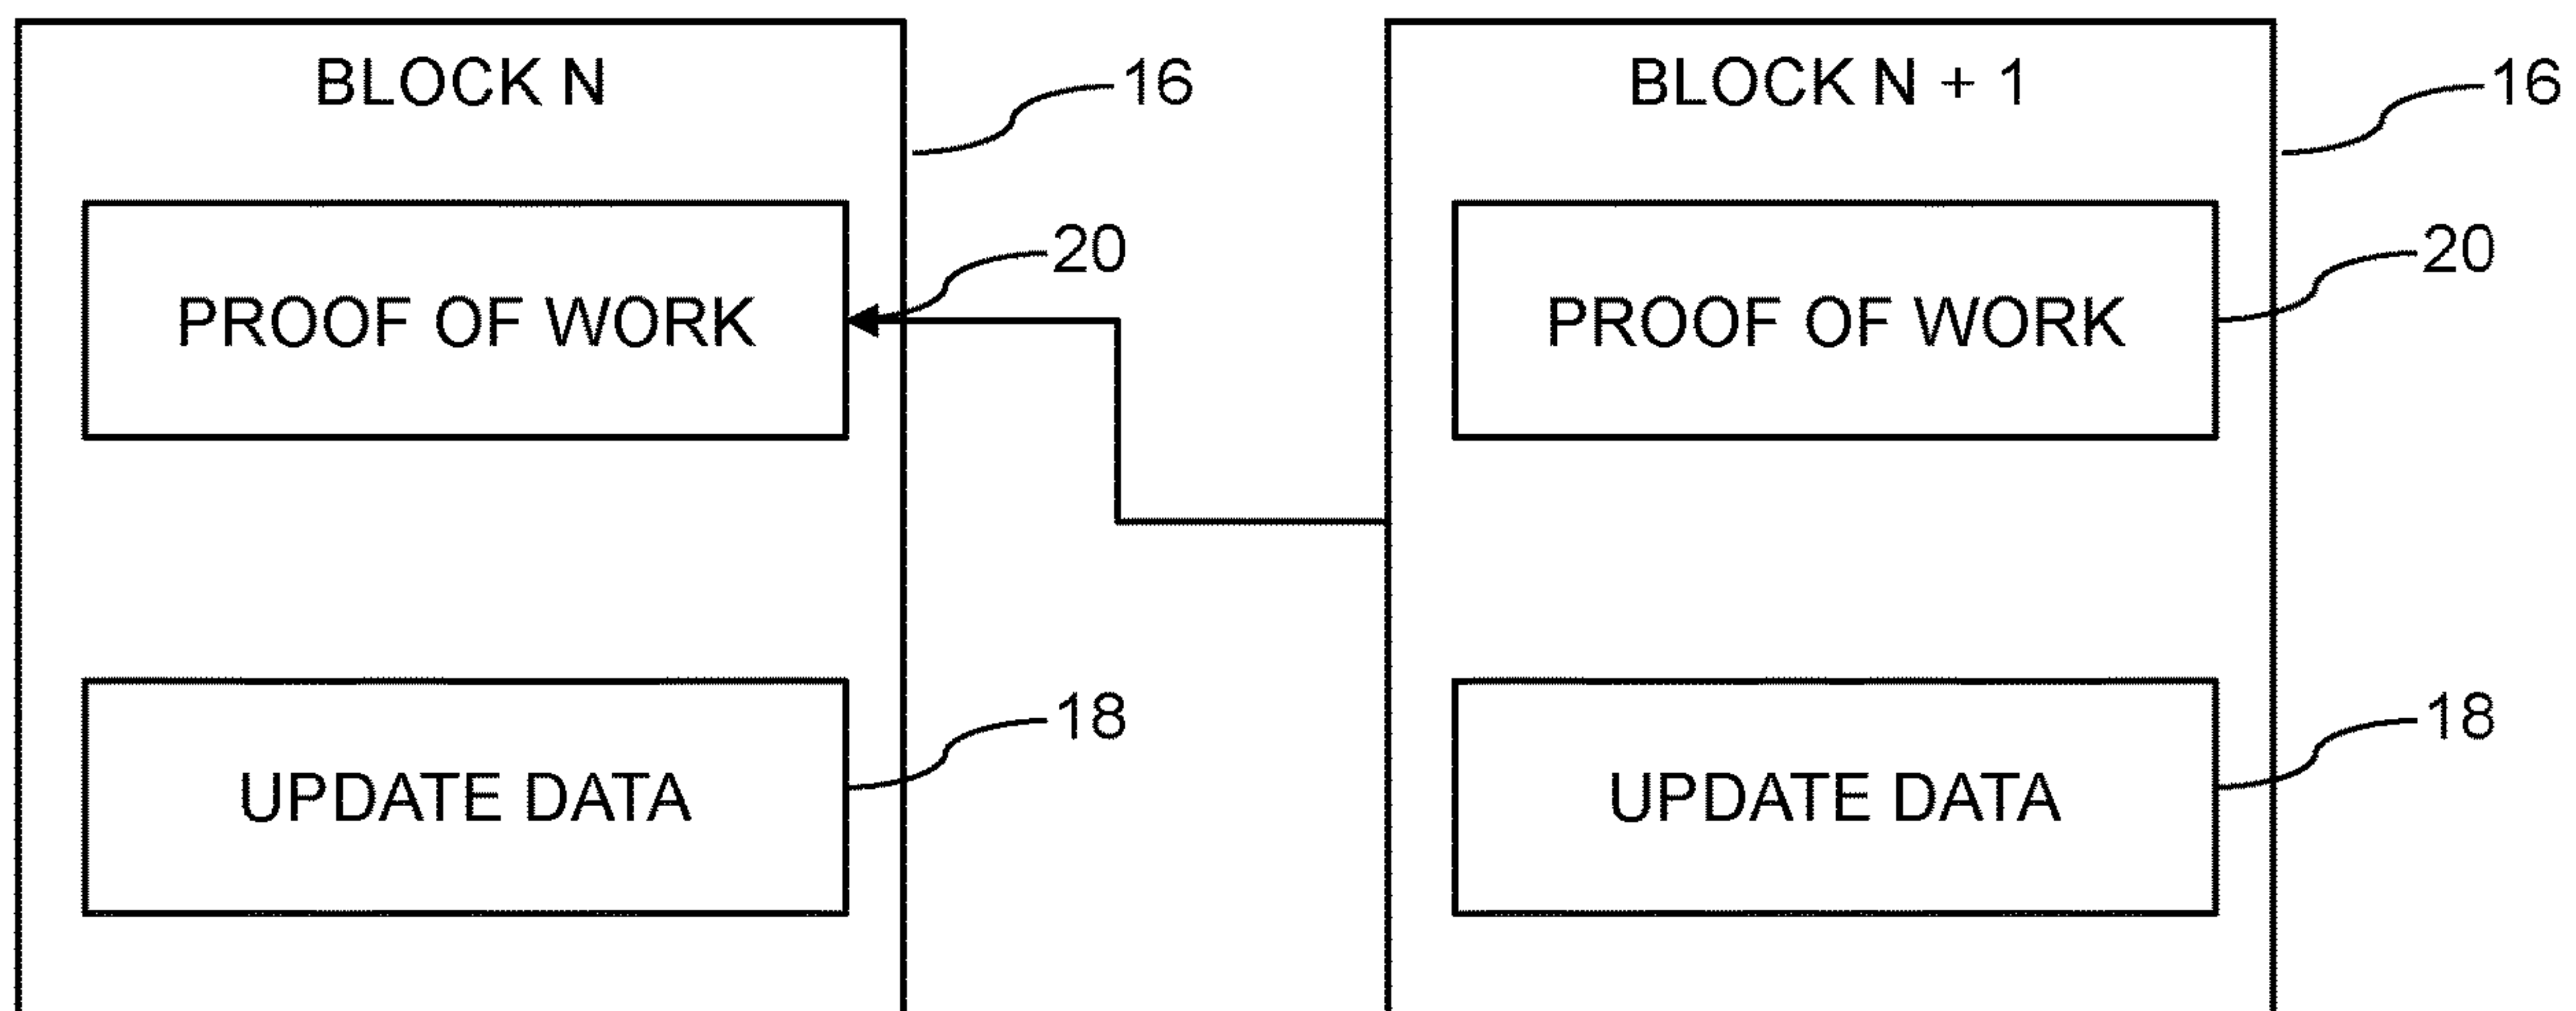 BLOCK N
16
PROOF OF WORK
20
UPDATE DATA
18
BLOCK N + 1
16
PROOF OF WORK
20
UPDATE DATA
18